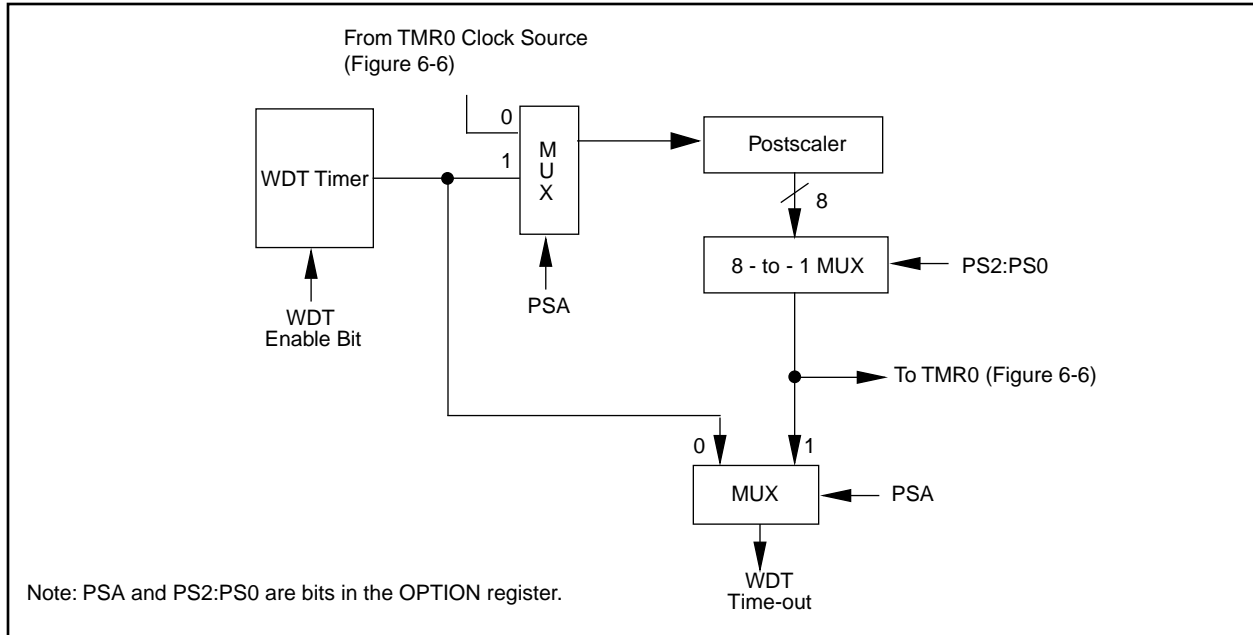 From TMR0 Clock Source
(Figure 6-6)
0
1
M
U
X
WDT Timer
Postscaler
8
8 - to - 1 MUX
PS2:PS0
PSA
WDT
Enable Bit
To TMR0 (Figure 6-6)
0
1
MUX
PSA
WDT
Time-out
Note: PSA and PS2:PS0 are bits in the OPTION register.